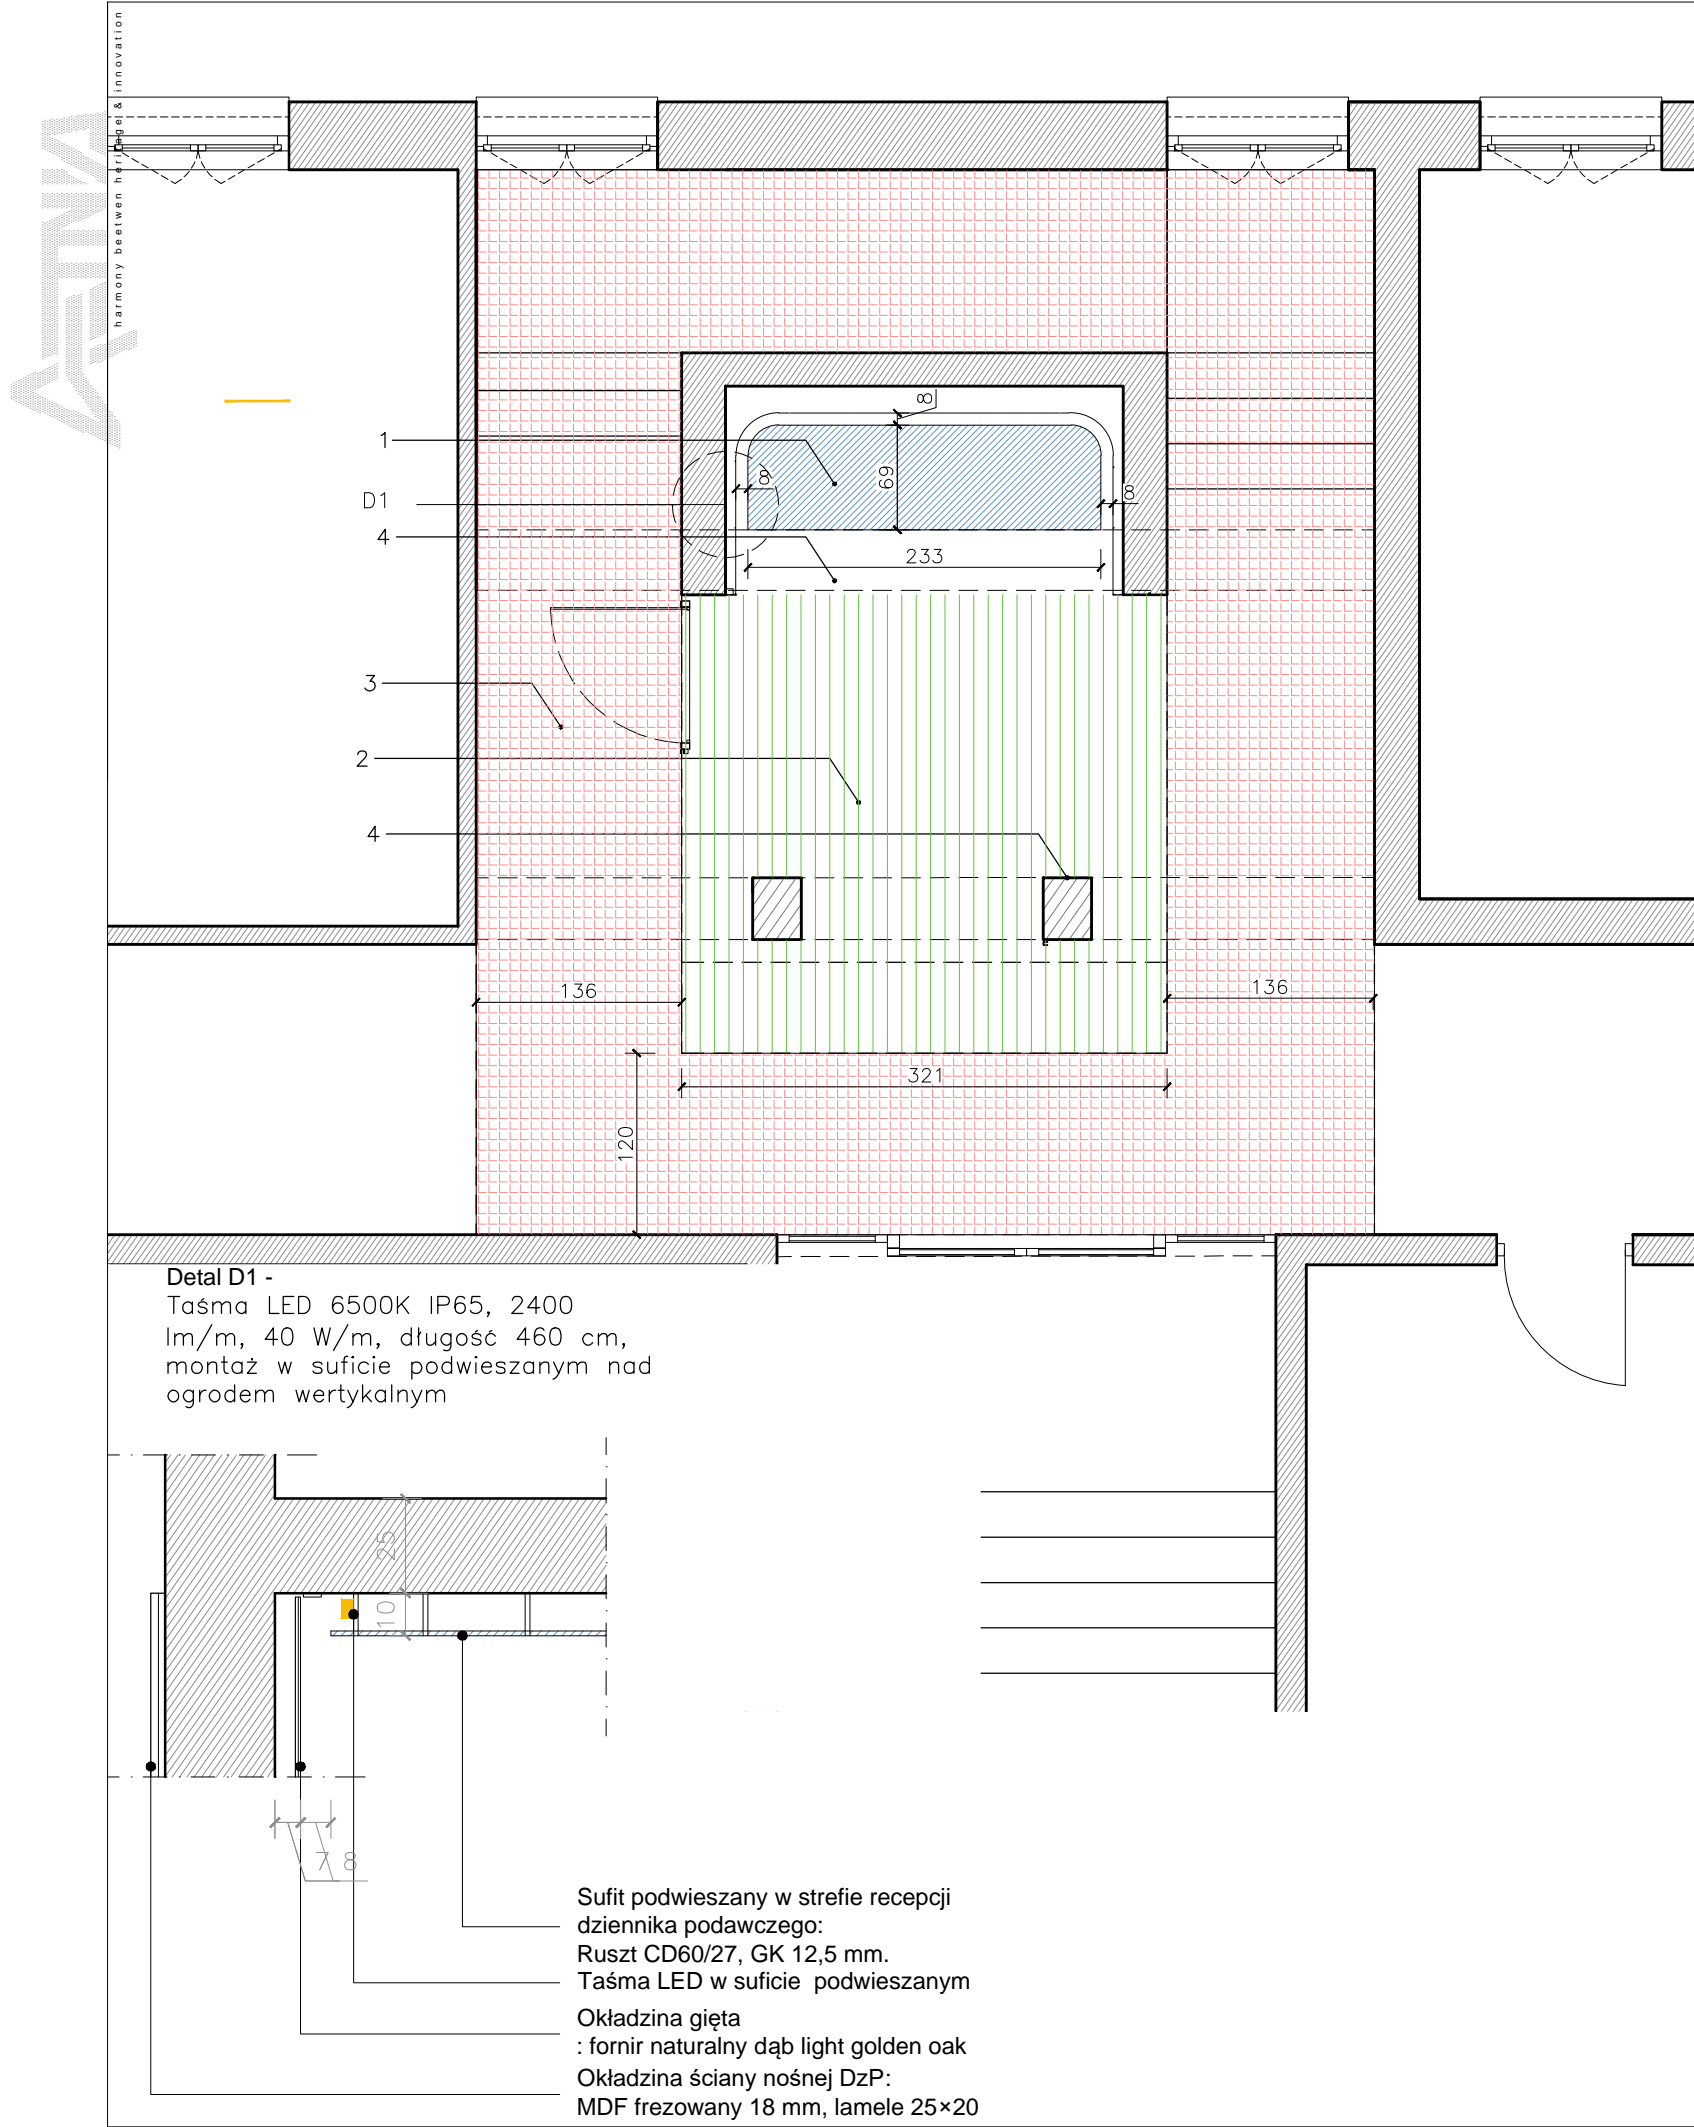 AETNA
harmony beetwen heritage & innovation
1
8
69
8
8
D1
4
233
3
2
4
136
136
321
120
Detal D1 -
Taśma LED 6500K IP65, 2400
lm/m, 40 W/m, długość 460 cm,
montaż w suficie podwieszanym nad
ogrodem wertykalnym
25
10
7 8
Sufit podwieszany w strefie recepcji
dziennika podawczego:
Ruszt CD60/27, GK 12,5 mm.
Taśma LED w suficie podwieszanym
Okładzina gięta
: fornir naturalny dąb light golden oak
Okładzina ściany nośnej DzP:
MDF frezowany 18 mm, lamele 25×20